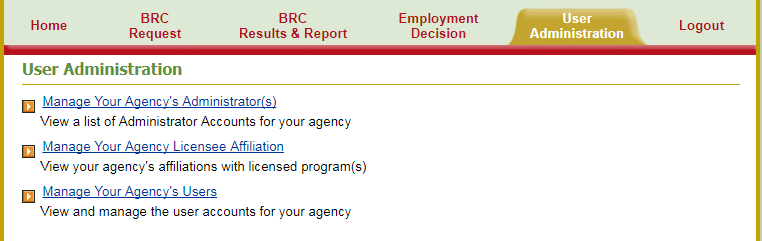 Home
BRC Request
BRC Results & Report
Employment Decision
User Administration
Logout
User Administration
Manage Your Agency's Administrator(s)
View a list of Administrator Accounts for your agency
Manage Your Agency Licensee Affiliation
View your agency's affiliations with licensed program(s)
Manage Your Agency's Users
View and manage the user accounts for your agency